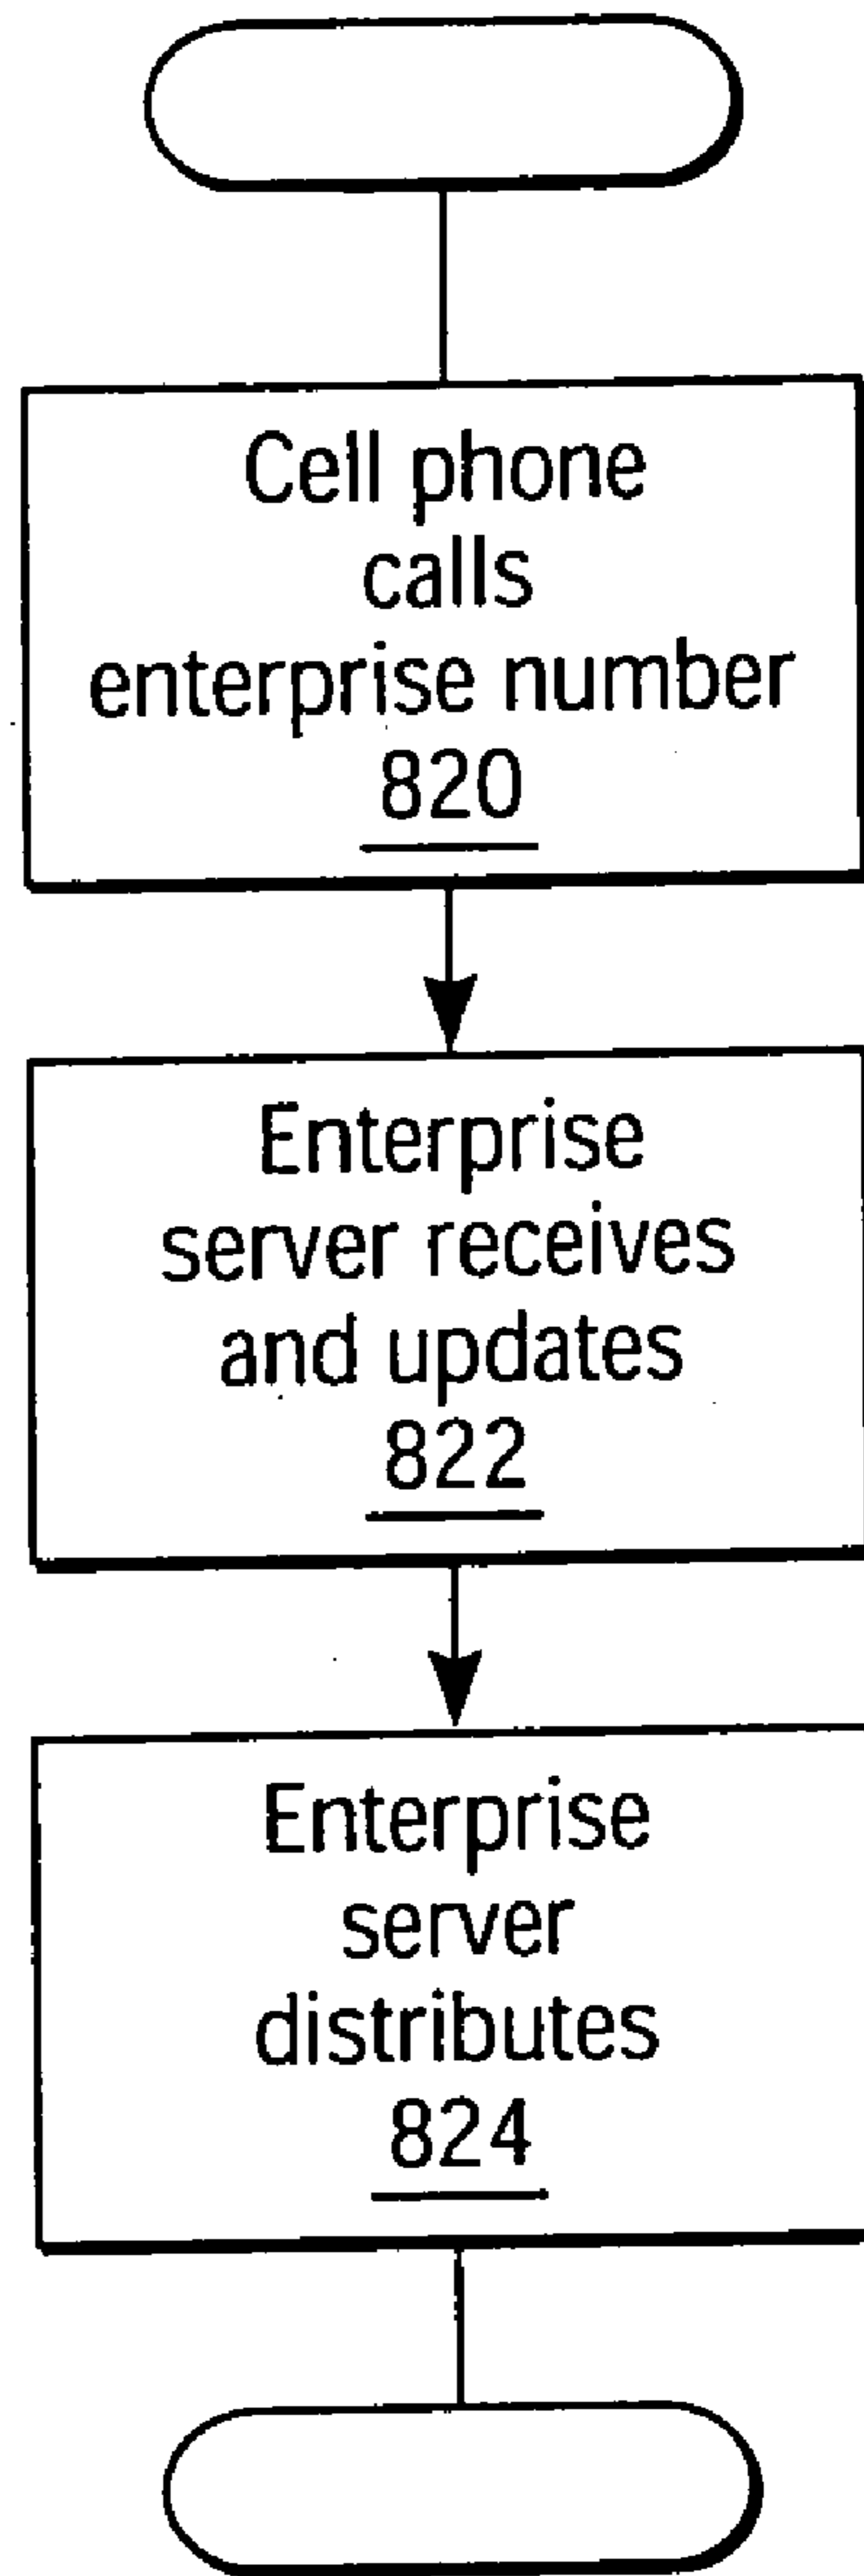 Cell phone
calls
enterprise number
820
Enterprise
server receives
and updates
822
Enterprise
server
distributes
824